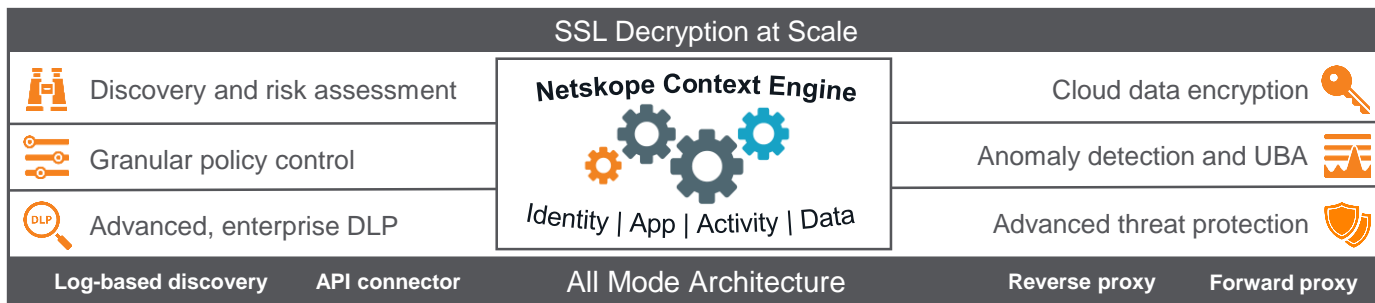 SSL Decryption at Scale
Discovery and risk assessment
Granular policy control
DLP
Advanced, enterprise DLP
Netskope Context Engine
Identity | App | Activity | Data
Cloud data encryption
Anomaly detection and UBA
Advanced threat protection
Log-based discovery API connector All Mode Architecture Reverse proxy Forward proxy